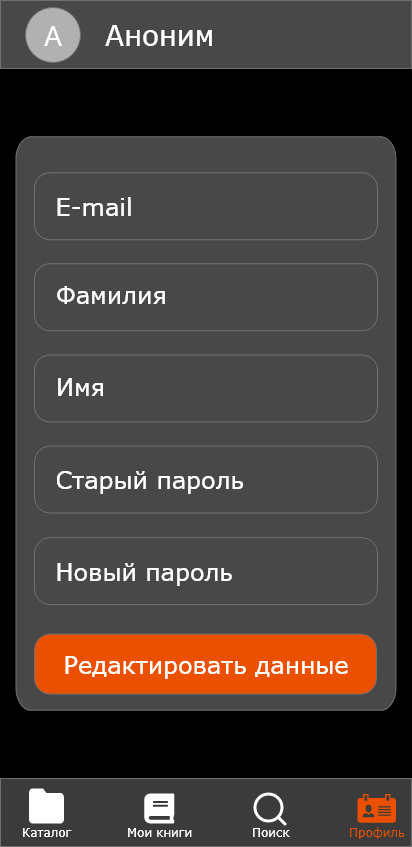 А
Аноним
E-mail
Фамилия
Имя
Старый пароль
Новый пароль
Редактировать данные
Каталог
Мои книги
Поиск
Профиль